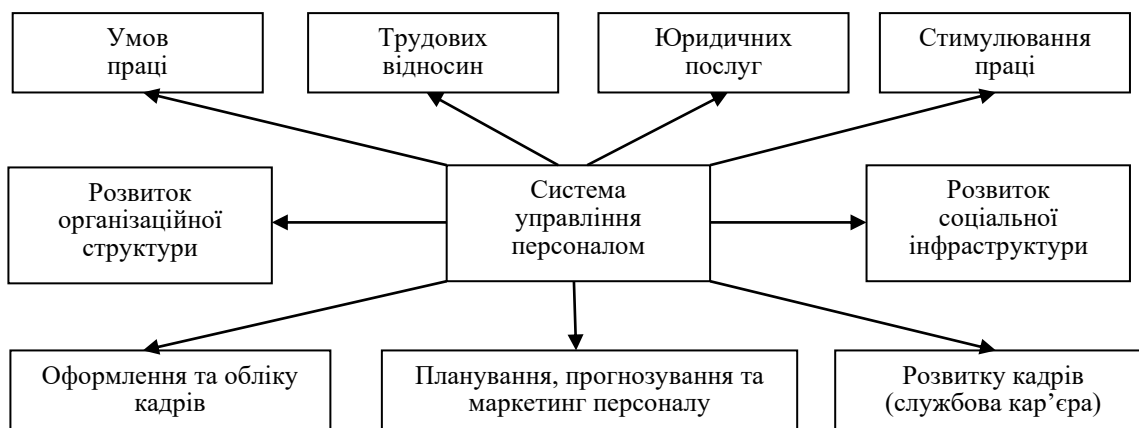 Умов
праці
Трудових
відносин
Юридичних
послуг
Стимулювання
праці
Розвиток
організаційної
структури
Система
управління
персоналом
Розвиток
соціальної
інфраструктури
Оформлення та обліку
кадрів
Планування, прогнозування та
маркетинг персоналу
Розвитку кадрів
(службова кар’єра)